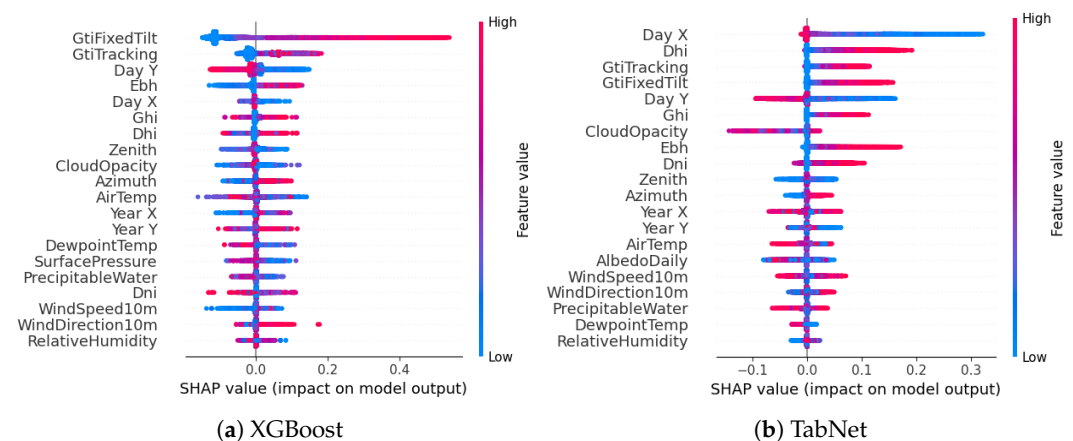 GtiFixedTilt
GtiTracking
Day Y
Ebh
Day X
Ghi
Dhi
Zenith
CloudOpacity
Azimuth
AirTemp
Year X
Year Y
DewpointTemp
SurfacePressure
PrecipitableWater
Dni
WindSpeed10m
WindDirection10m
RelativeHumidity
0.0 0.2 0.4
SHAP value (impact on model output)
High
Feature value
Low
(a) XGBoost
Day X
Dhi
GtiTracking
GtiFixedTilt
Day Y
Ghi
CloudOpacity
Ebh
Dni
Zenith
Azimuth
Year X
Year Y
AirTemp
AlbedoDaily
WindSpeed10m
WindDirection10m
PrecipitableWater
DewpointTemp
RelativeHumidity
−0.1 0.0 0.1 0.2 0.3
SHAP value (impact on model output)
High
Feature value
Low
(b) TabNet